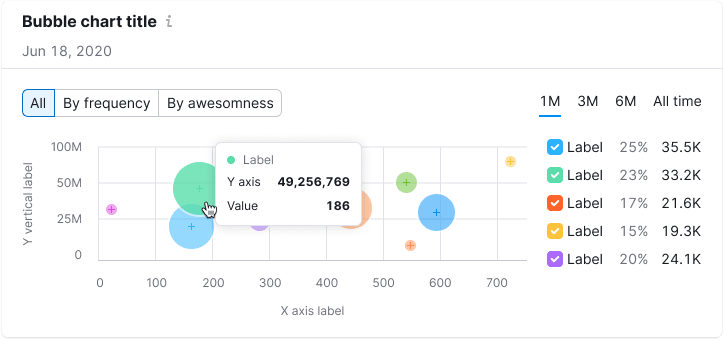 Bubble chart title i
Jun 18, 2020
All By frequency By awesomness
1M 3M 6M All time
100M
50M
25M
0
Y vertical label
Label
Y axis 49,256,769
Value 186
0 100 200 300 400 500 600 700
X axis label
Label 25% 35.5K
Label 23% 33.2K
Label 17% 21.6K
Label 15% 19.3K
Label 20% 24.1K